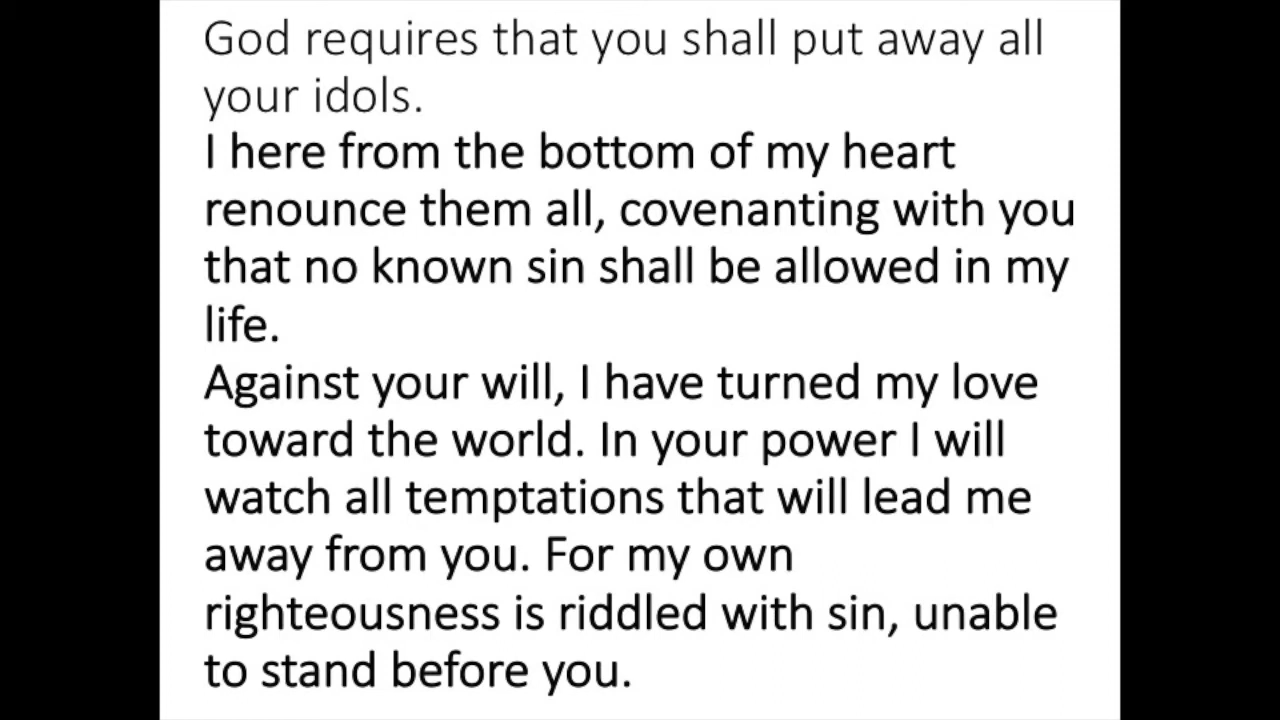 God requires that you shall put away all
your idols.
I here from the bottom of my heart
renounce them all, covenanting with you
that no known sin shall be allowed in my
life.
Against your will, I have turned my love
toward the world. In your power I will
watch all temptations that will lead me
away from you. For my own
righteousness is riddled with sin, unable
to stand before you.